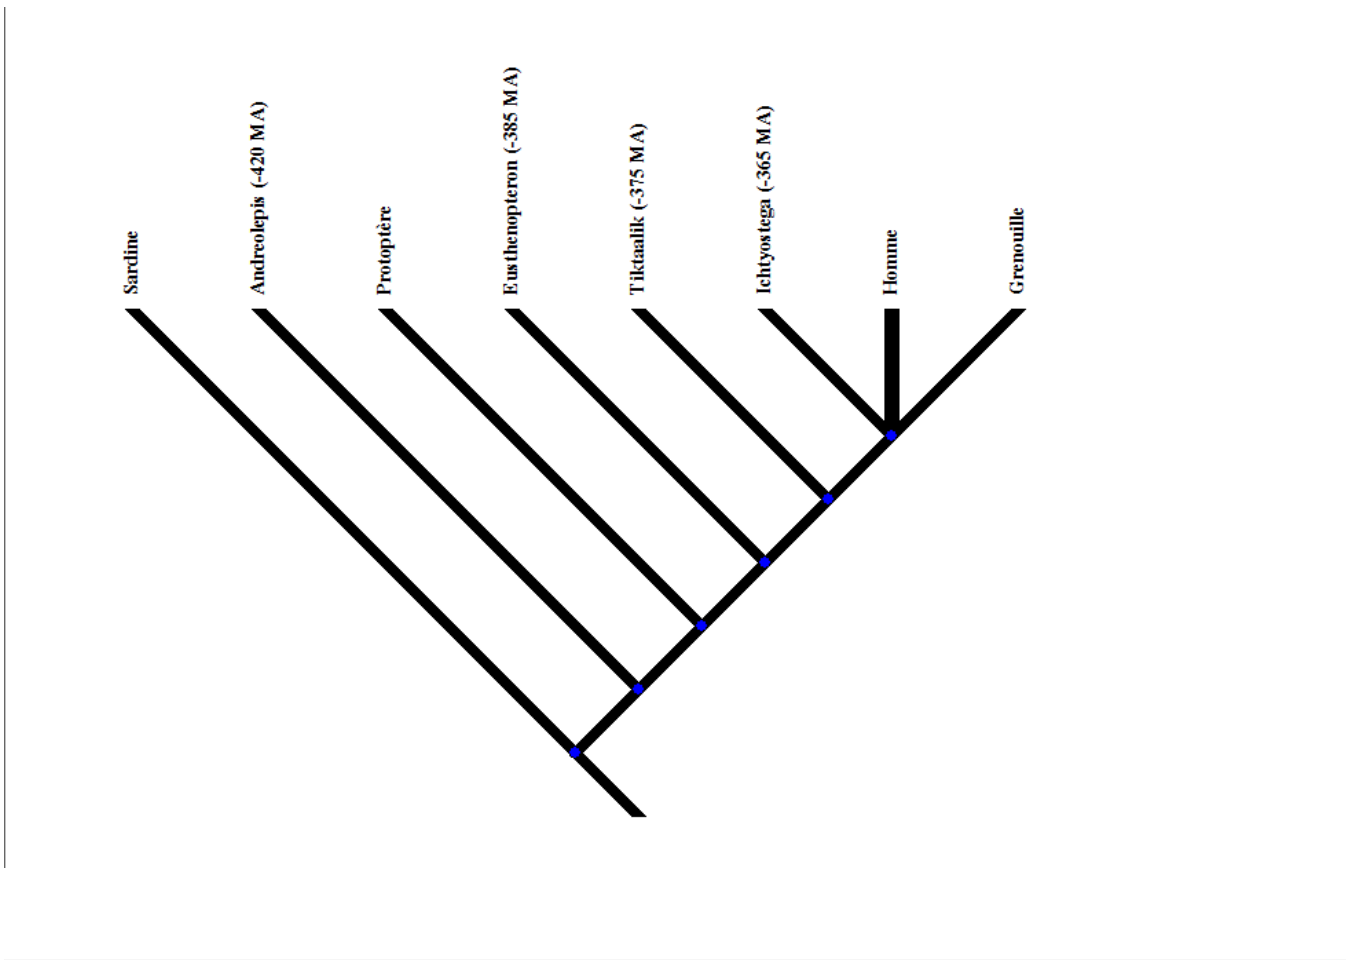 Sardine
Andreolepis (-420 MA)
Protoptère
Eusthenopteron (-385 MA)
Tiktaalik (-375 MA)
Ichtyostega (-365 MA)
Homme
Grenouille